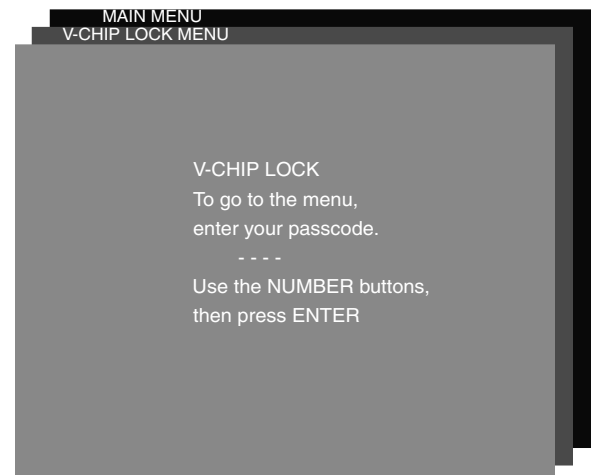 MAIN MENU
V-CHIP LOCK MENU
V-CHIP LOCK
To go to the menu,
enter your passcode.
- - - -
Use the NUMBER buttons,
then press ENTER